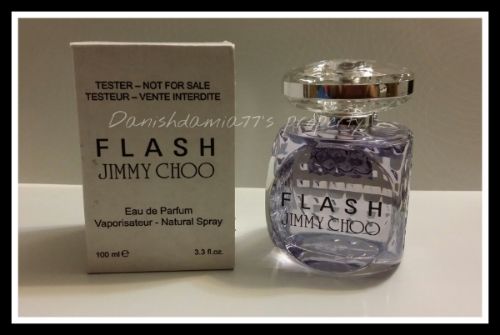 TESTER – NOT FOR SALE
TESTEUR – VENTE INTERDITE
Danishdamia77's property
FLASH
JIMMY CHOO
Eau de Parfum
Vaporisateur - Natural Spray
100 ml e 3.3 fl.oz.
FLASH
JIMMY CHOO